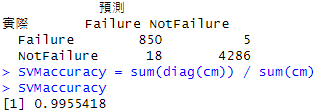 預測
實際 Failure NotFailure
Failure 850 5
NotFailure 18 4286
> SVMaccuracy = sum(diag(cm)) / sum(cm)
> SVMaccuracy
[1] 0.9955418